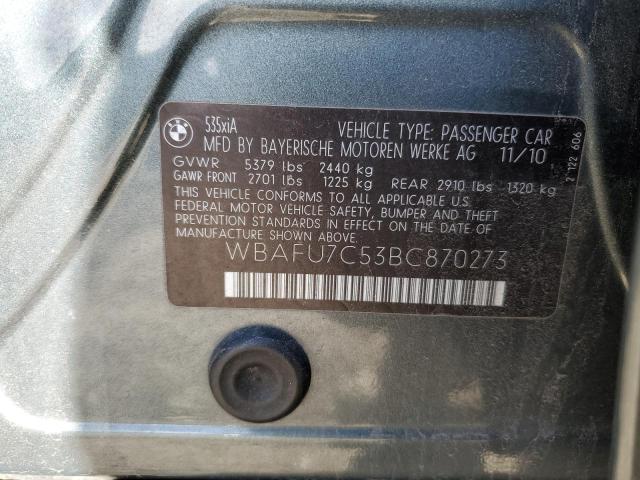 BMW
535xiA
VEHICLE TYPE: PASSENGER CAR
MFD BY BAYERISCHE MOTOREN WERKE AG 11/10
GVWR 5379 lbs 2440 kg
GAWR FRONT 2701 lbs 1225 kg REAR 2910 lbs 1320 kg
THIS VEHICLE CONFORMS TO ALL APPLICABLE U.S.
FEDERAL MOTOR VEHICLE SAFETY, BUMPER AND THEFT
PREVENTION STANDARDS IN EFFECT ON THE DATE OF
MANUFACTURE SHOWN ABOVE.
WBAFU7C53BC870273
7 122 606